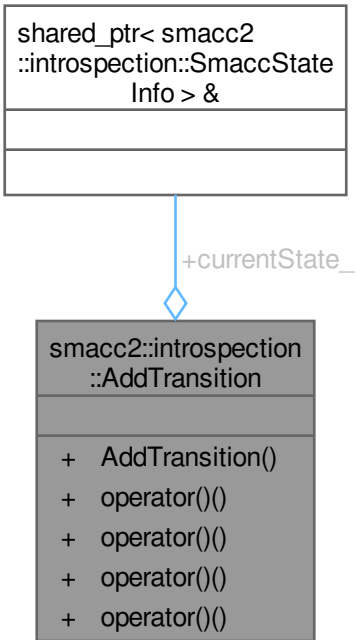 shared_ptr< smacc2
::introspection::SmaccState
Info > &
+currentState_
smacc2::introspection
::AddTransition
+ AddTransition()
+ operator()()
+ operator()()
+ operator()()
+ operator()()